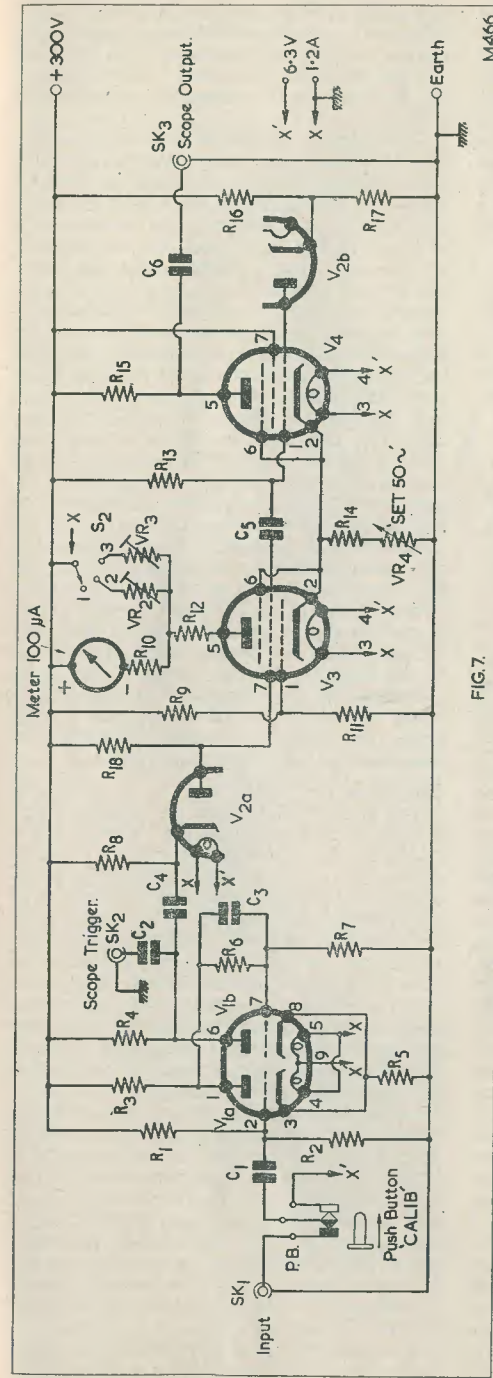 +300V
SK3
Scope Output.
X' 6·3 V
X 1·2A
Earth
M466
R16
R17
C6
V2b
R15
7
V4
5
6
1
2
3
4
X
X'
R13
C5
R14
'SET 50~'
VR4
Meter 100 µA
+
-
X
S2
1
2
3
VR2
VR3
R10
R12
5
6
7
1
2
V3
3
4
X
X'
R9
R11
R18
V2a
X
X'
R8
C4
Scope Trigger.
SK2
C2
C3
R6
R7
R4
R3
V1a
V1b
1
6
2
7
3
8
4
9
5
X
X'
R5
R1
R2
C1
X'
P.B.
Push Button
'CALIB'
SK1
Input
FIG.7.